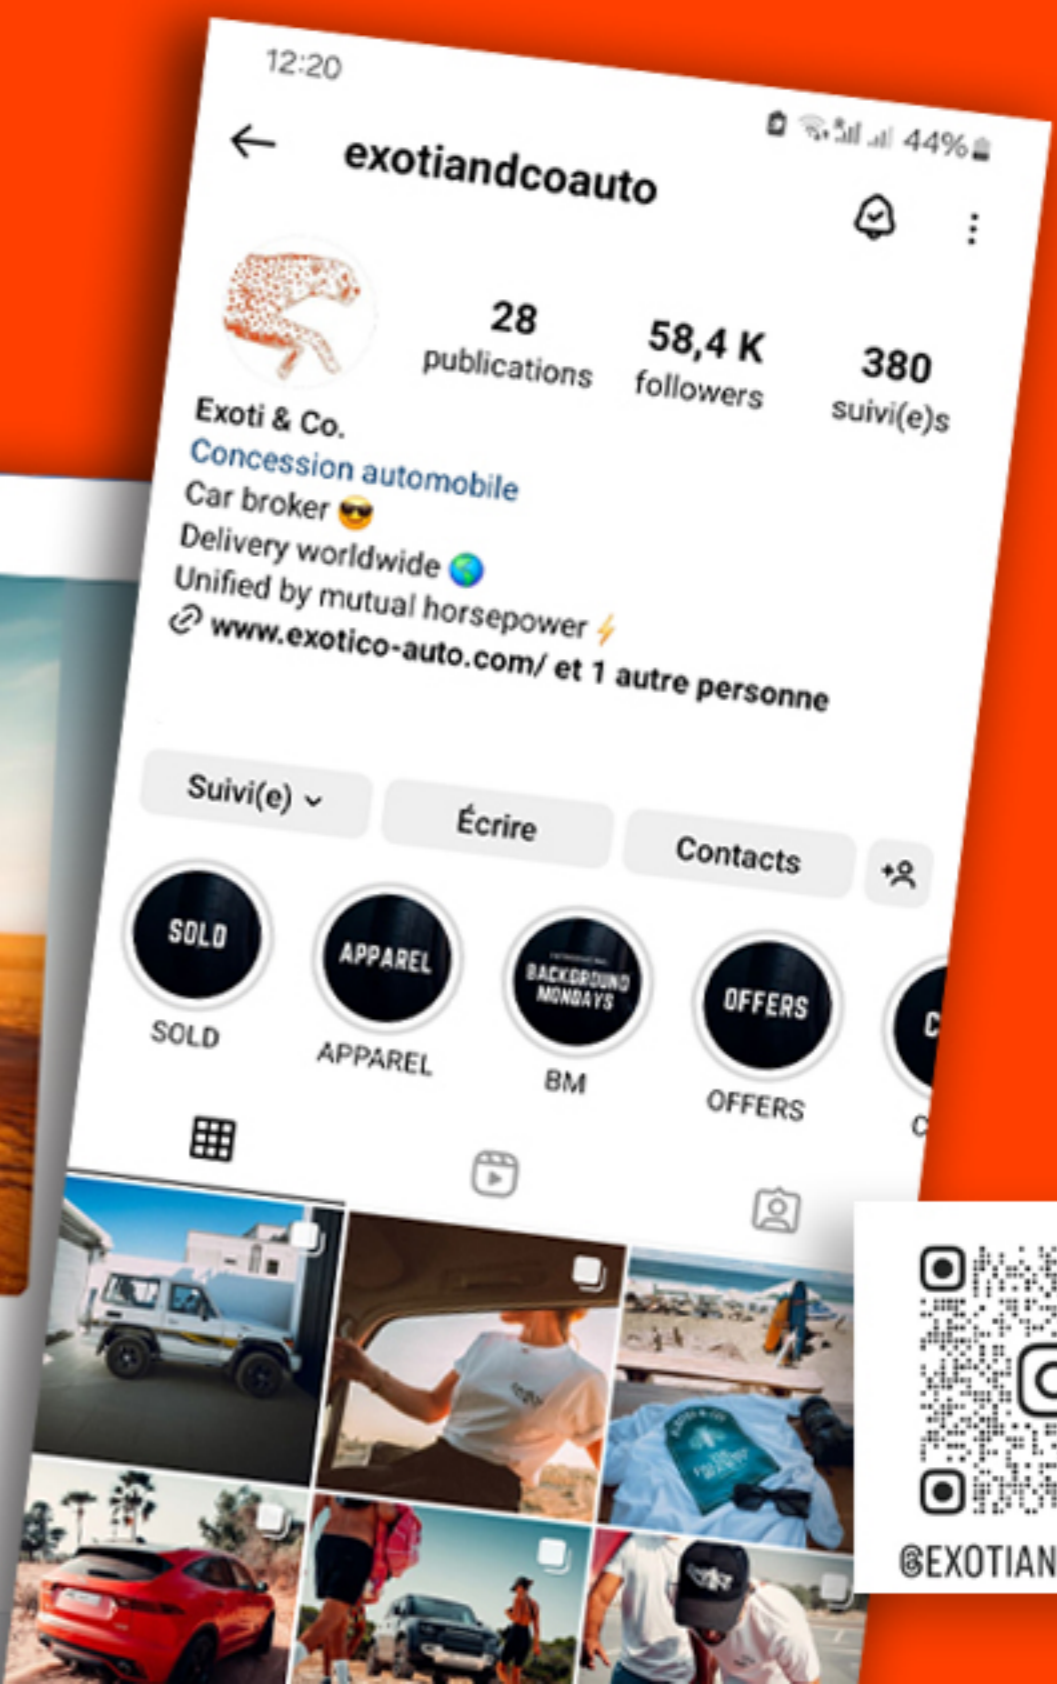 12:20
44%
exotiandcoauto
28
publications
58,4 K
followers
380
suivi(e)s
Exoti & Co.
Concession automobile
Car broker 😎
Delivery worldwide 🌎
Unified by mutual horsepower ⚡
www.exotico-auto.com/ et 1 autre personne
Suivi(e)
Écrire
Contacts
SOLD
APPAREL
BACKGROUND
MONDAYS
OFFERS
C
SOLD
APPAREL
BM
OFFERS
C
@EXOTIAN